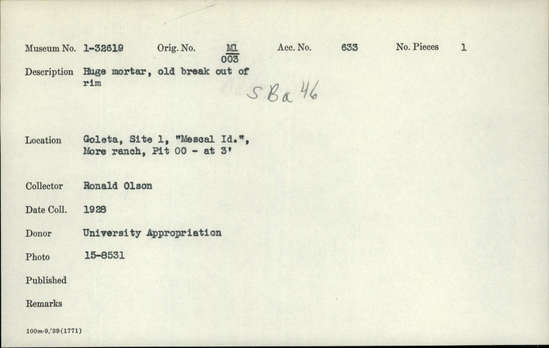 Museum No. 1-32619 Orig. No. M1/003 Acc. No. 633 No. Pieces 1
Description Huge mortar, old break out of
rim
SBa 46
Location Goleta, Site 1, "Mescal Id.",
More ranch, Pit OO - at 3'
Collector Ronald Olson
Date Coll. 1928
Donor University Appropriation
Photo 15-8531
Published
Remarks
100m-9,'39(1771)